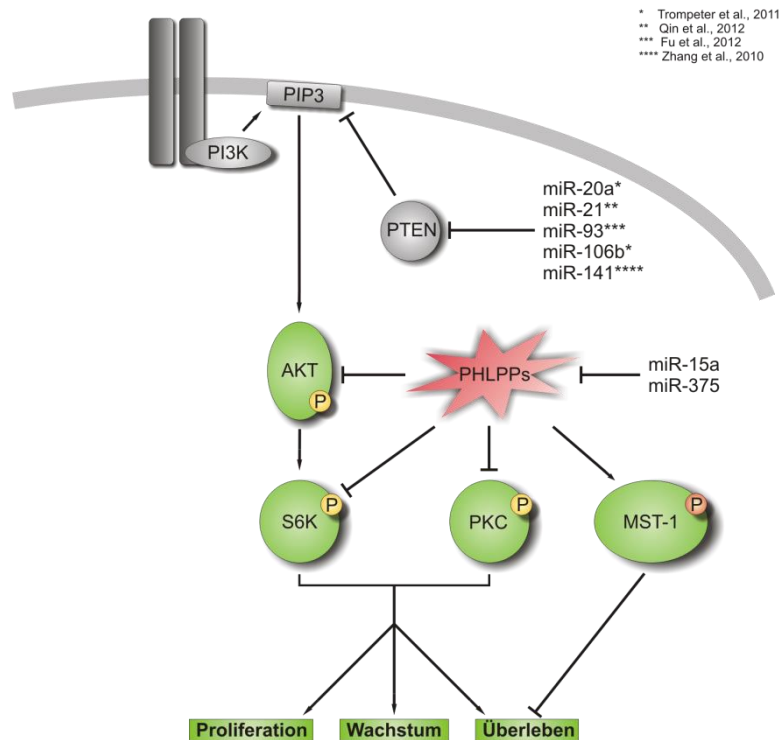 * Trompeter et al., 2011
** Qin et al., 2012
*** Fu et al., 2012
**** Zhang et al., 2010
PIP3
PI3K
PTEN
miR-20a*
miR-21**
miR-93***
miR-106b*
miR-141****
AKT
P
PHLPPs
miR-15a
miR-375
S6K
P
PKC
P
MST-1
P
Proliferation
Wachstum
Überleben